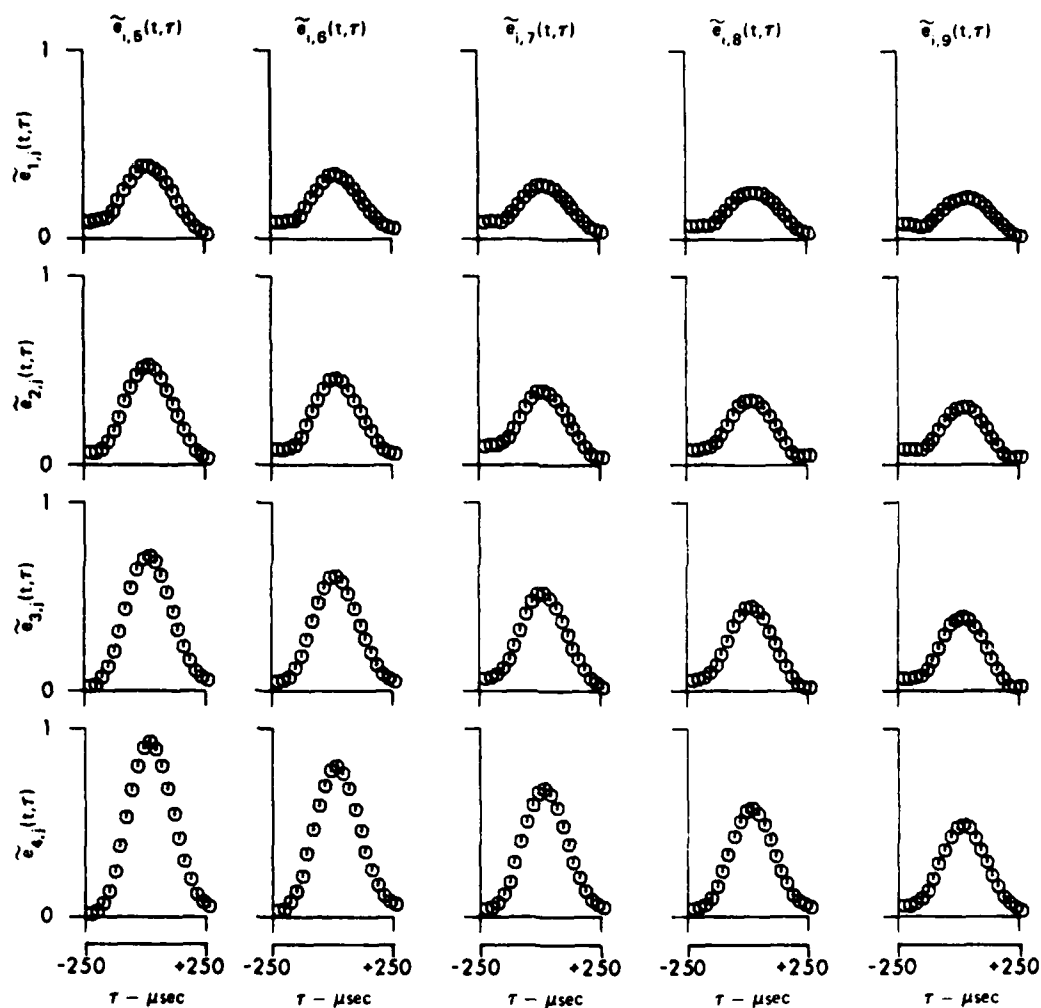 ẽi,5(t,τ) ẽi,6(t,τ) ẽi,7(t,τ) ẽi,8(t,τ) ẽi,9(t,τ)
1
ẽ1,j(t,τ)
0
1
ẽ2,j(t,τ)
0
1
ẽ3,j(t,τ)
0
1
ẽ4,j(t,τ)
0
-250 +250 -250 +250 -250 +250 -250 +250 -250 +250
τ – μsec τ – μsec τ – μsec τ – μsec τ – μsec